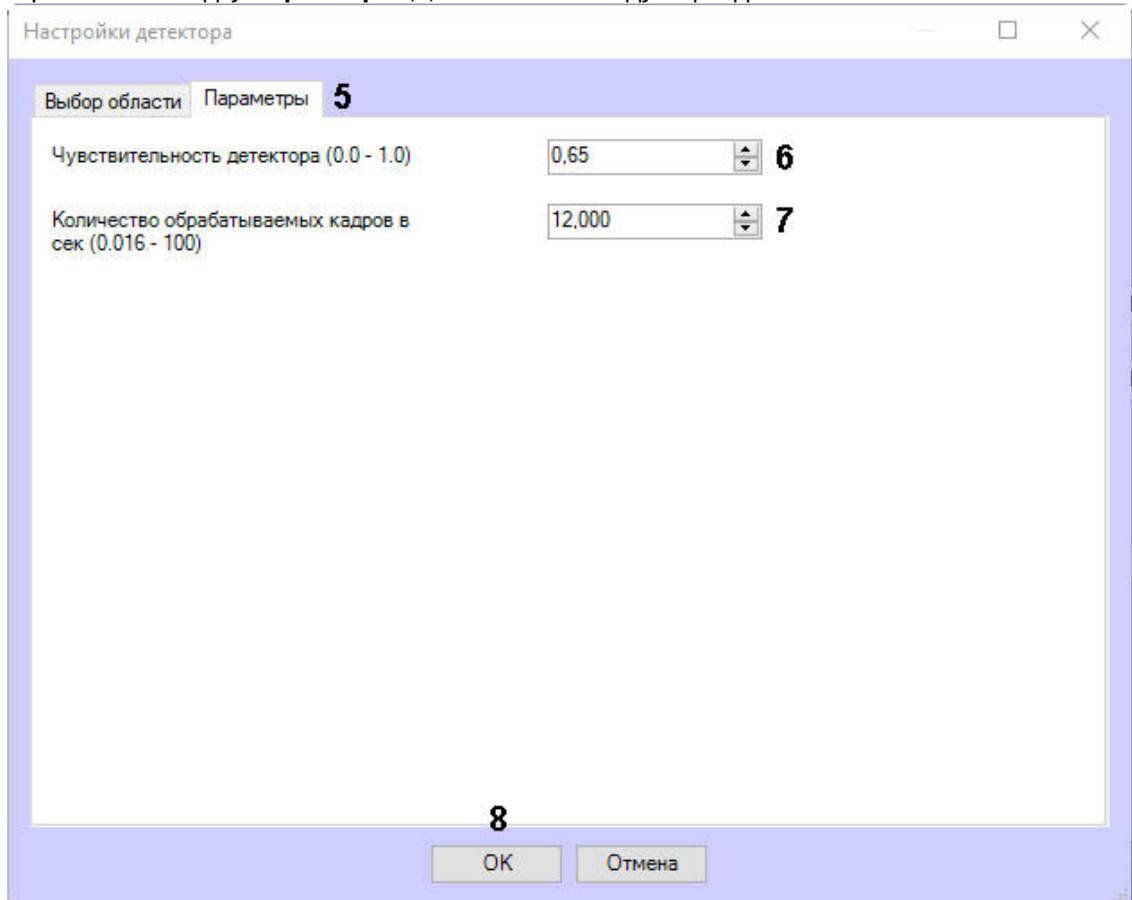 Настройки детектора
Выбор области Параметры 5
Чувствительность детектора (0.0 - 1.0) 0,65 6
Количество обрабатываемых кадров в 12,000 7
сек (0.016 - 100)
8
OK Отмена